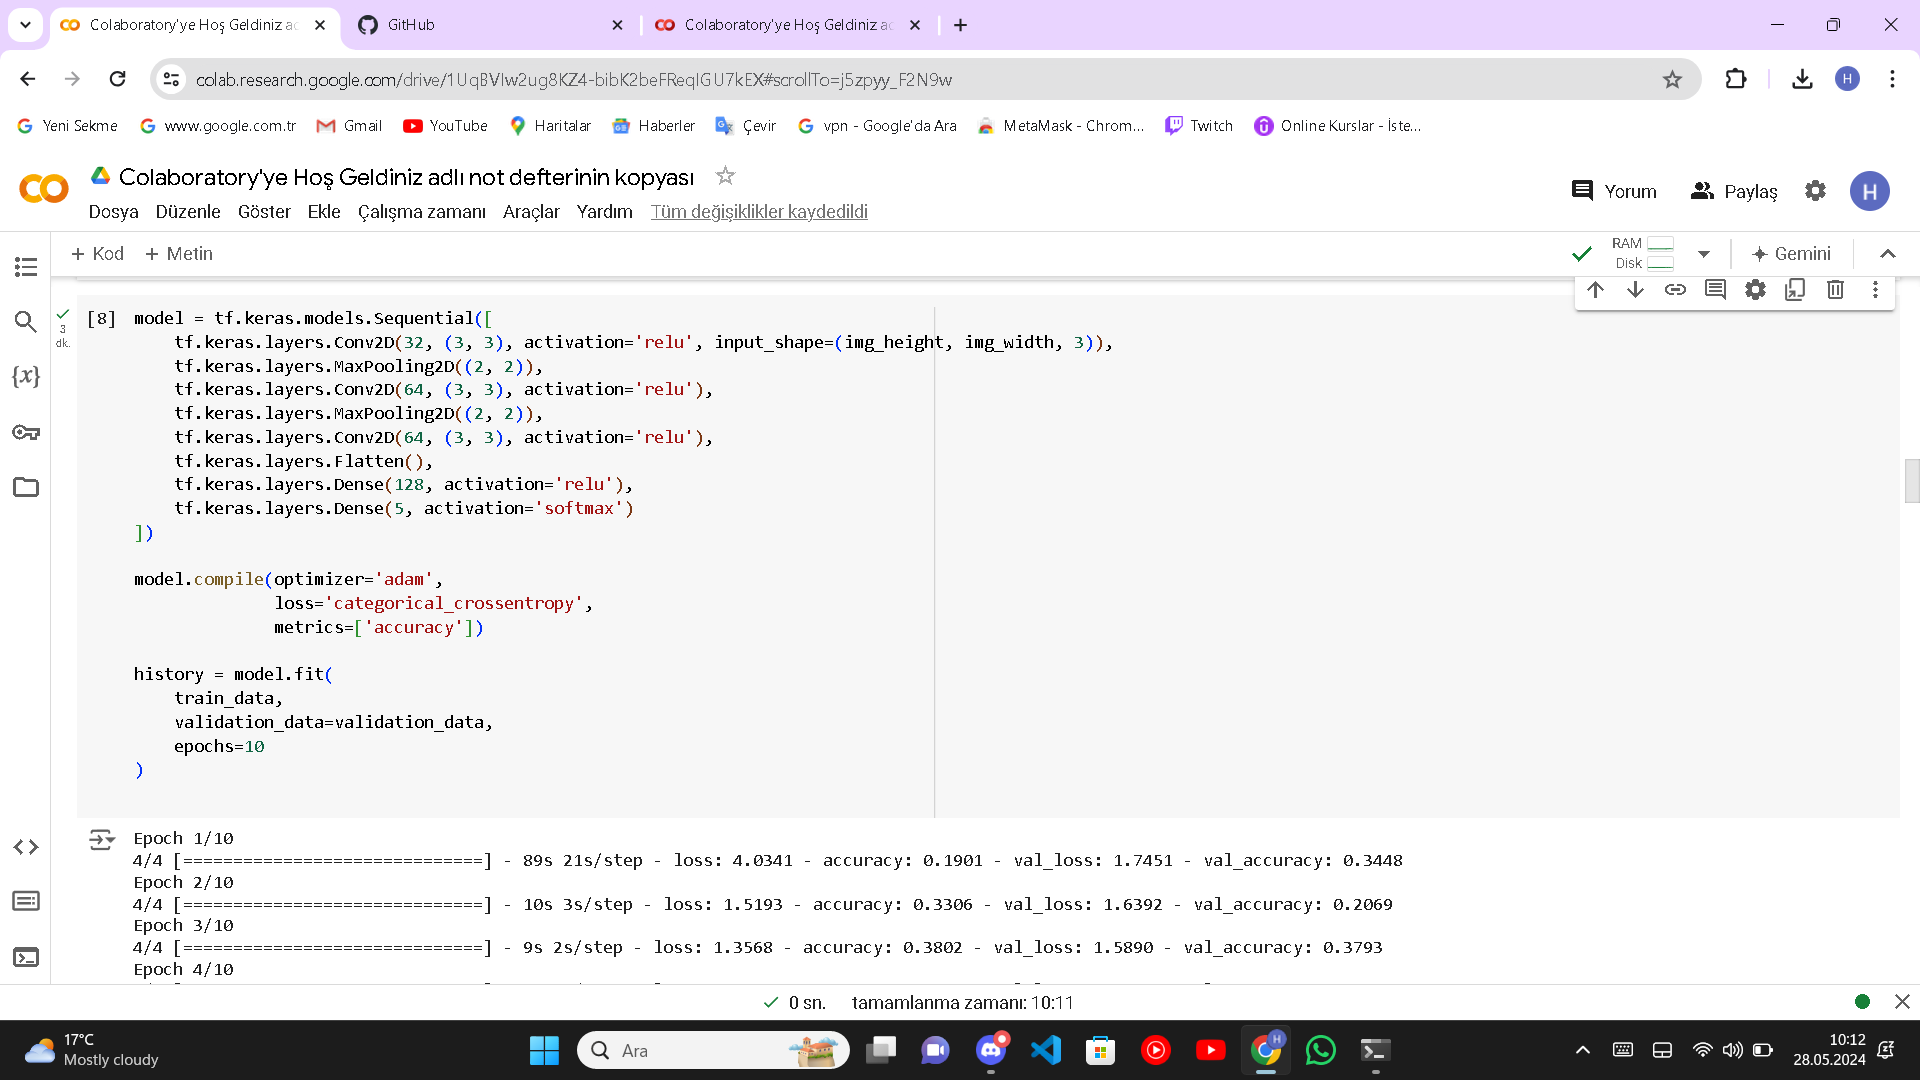 Colaboratory'ye Hoş Geldiniz ad
GitHub
Colaboratory'ye Hoş Geldiniz ad
colab.research.google.com/drive/1UqBVIw2ug8KZ4-bibK2beFReqIGU7kEX#scrollTo=j5zpyy_F2N9w
H
Yeni Sekme
www.google.com.tr
Gmail
YouTube
Haritalar
Haberler
Çevir
vpn - Google'da Ara
MetaMask - Chrom...
Twitch
Online Kurslar - İste...
Colaboratory'ye Hoş Geldiniz adlı not defterinin kopyası
Yorum
Paylaş
H
Dosya Düzenle Göster Ekle Çalışma zamanı Araçlar Yardım Tüm değişiklikler kaydedildi
+ Kod + Metin
RAM
Disk
Gemini
3
dk.
[8] model = tf.keras.models.Sequential([
tf.keras.layers.Conv2D(32, (3, 3), activation='relu', input_shape=(img_height, img_width, 3)),
tf.keras.layers.MaxPooling2D((2, 2)),
tf.keras.layers.Conv2D(64, (3, 3), activation='relu'),
tf.keras.layers.MaxPooling2D((2, 2)),
tf.keras.layers.Conv2D(64, (3, 3), activation='relu'),
tf.keras.layers.Flatten(),
tf.keras.layers.Dense(128, activation='relu'),
tf.keras.layers.Dense(5, activation='softmax')
])
model.compile(optimizer='adam',
loss='categorical_crossentropy',
metrics=['accuracy'])
history = model.fit(
train_data,
validation_data=validation_data,
epochs=10
)
Epoch 1/10
4/4 [==============================] - 89s 21s/step - loss: 4.0341 - accuracy: 0.1901 - val_loss: 1.7451 - val_accuracy: 0.3448
Epoch 2/10
4/4 [==============================] - 10s 3s/step - loss: 1.5193 - accuracy: 0.3306 - val_loss: 1.6392 - val_accuracy: 0.2069
Epoch 3/10
4/4 [==============================] - 9s 2s/step - loss: 1.3568 - accuracy: 0.3802 - val_loss: 1.5890 - val_accuracy: 0.3793
Epoch 4/10
0 sn. tamamlanma zamanı: 10:11
17°C
Mostly cloudy
Ara
H
10:12
28.05.2024